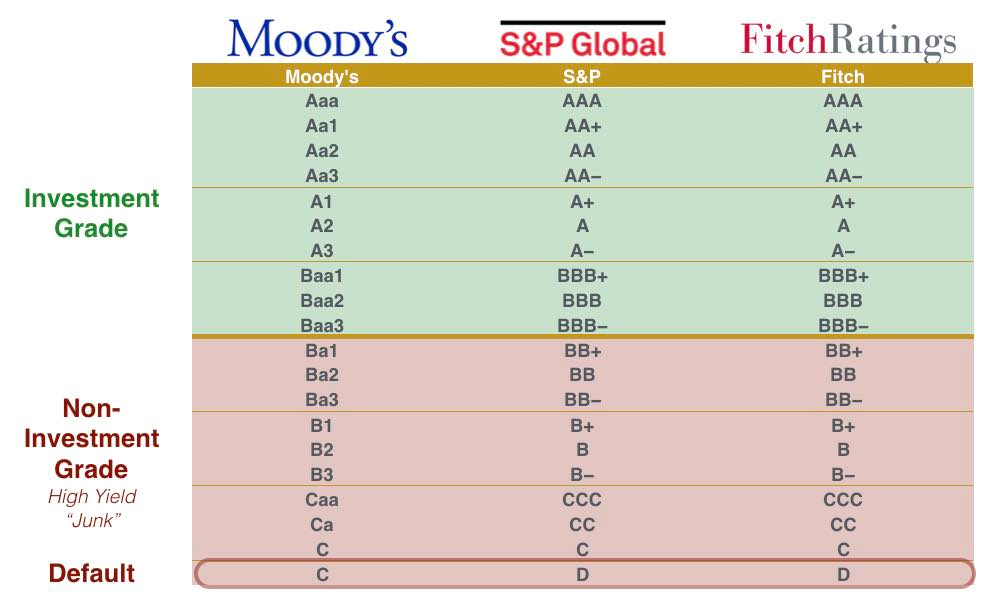 MOODY'S S&P Global FitchRatings
Moody's S&P Fitch
Aaa AAA AAA
Aa1 AA+ AA+
Aa2 AA AA
Aa3 AA– AA–
Investment
Grade
A1 A+ A+
A2 A A
A3 A– A–
Baa1 BBB+ BBB+
Baa2 BBB BBB
Baa3 BBB– BBB–
Ba1 BB+ BB+
Ba2 BB BB
Ba3 BB– BB–
Non-
Investment
Grade
High Yield
“Junk”
B1 B+ B+
B2 B B
B3 B– B–
Caa CCC CCC
Ca CC CC
C C C
Default C D D